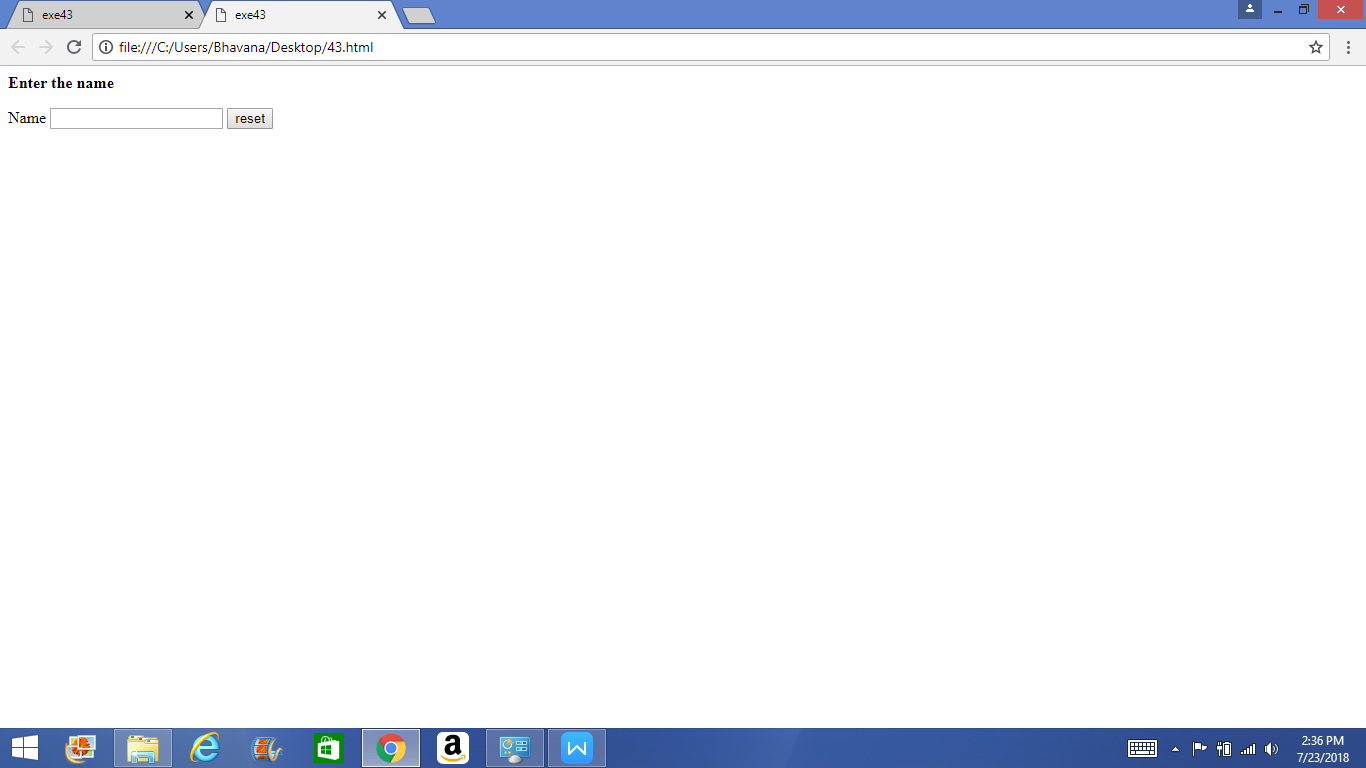 exe43
exe43
file:///C:/Users/Bhavana/Desktop/43.html
Enter the name
Name reset
2:36 PM
7/23/2018